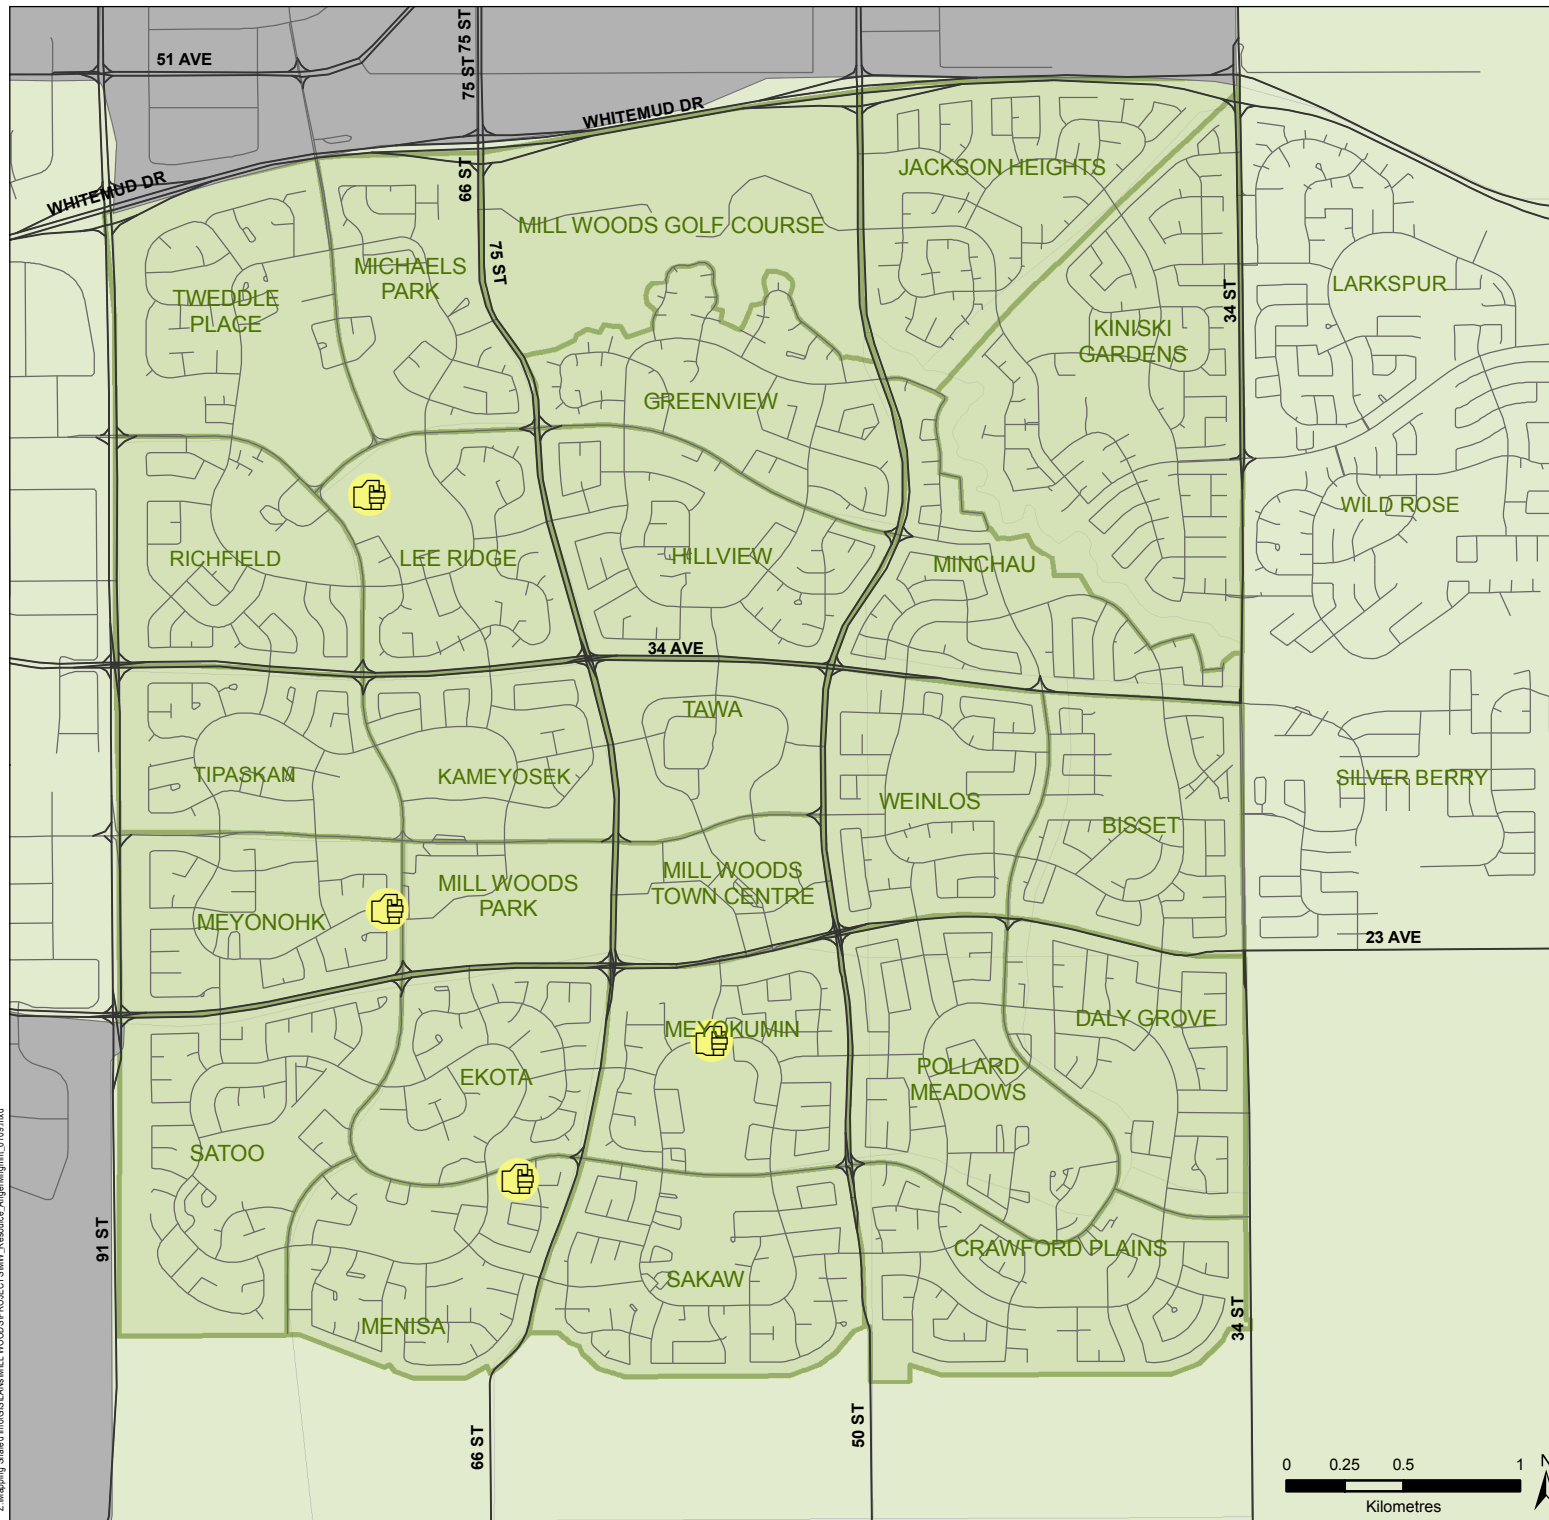 75 ST
75 ST
51 AVE
WHITEMUD DR
WHITEMUD DR
66 ST
75 ST
JACKSON HEIGHTS
MILL WOODS GOLF COURSE
MICHAELS
PARK
TWEDDLE
PLACE
34 ST
LARKSPUR
KINISKI
GARDENS
GREENVIEW
WILD ROSE
RICHFIELD
LEE RIDGE
HILLVIEW
MINCHAU
34 AVE
TAWA
TIPASKAN
KAMEYOSEK
WEINLOS
SILVER BERRY
BISSET
MILL WOODS
PARK
MILL WOODS
TOWN CENTRE
MEYONOHK
23 AVE
MEYOKUMIN
DALY GROVE
EKOTA
POLLARD
MEADOWS
SATOO
91 ST
CRAWFORD PLAINS
SAKAW
MENISA
34 ST
66 ST
50 ST
0 0.25 0.5 1
Kilometres
N